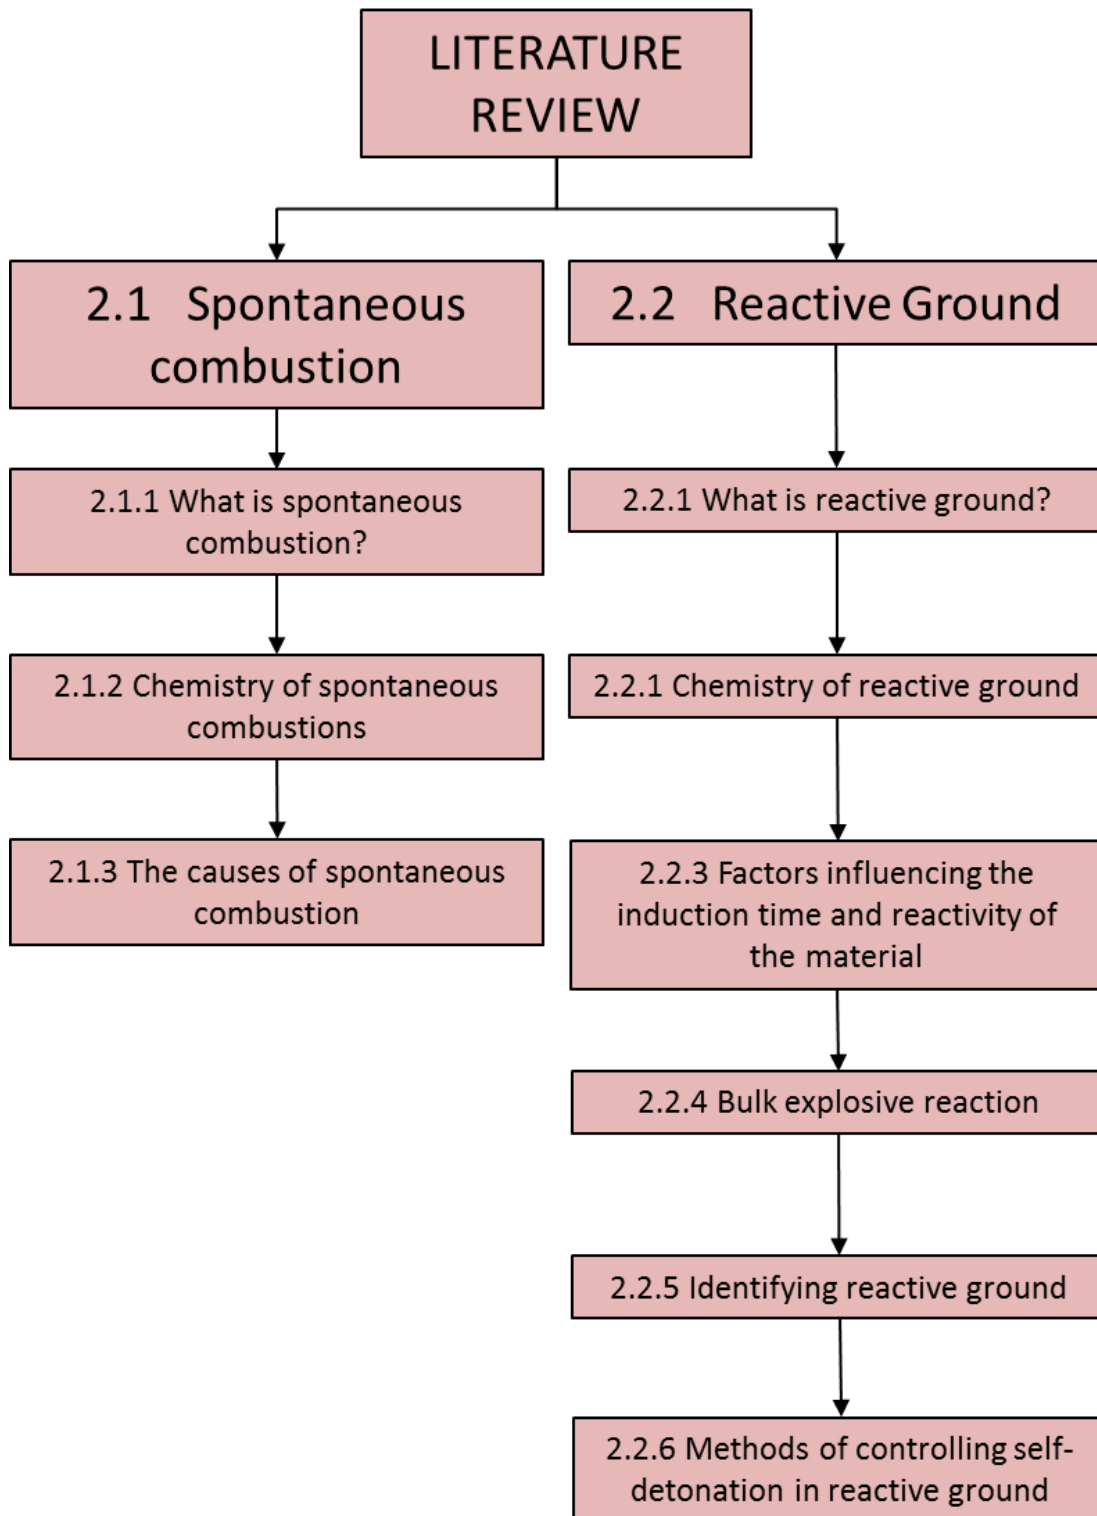 LITERATURE
REVIEW
2.1 Spontaneous
combustion
2.1.1 What is spontaneous
combustion?
2.1.2 Chemistry of spontaneous
combustions
2.1.3 The causes of spontaneous
combustion
2.2 Reactive Ground
2.2.1 What is reactive ground?
2.2.1 Chemistry of reactive ground
2.2.3 Factors influencing the
induction time and reactivity of
the material
2.2.4 Bulk explosive reaction
2.2.5 Identifying reactive ground
2.2.6 Methods of controlling self-
detonation in reactive ground